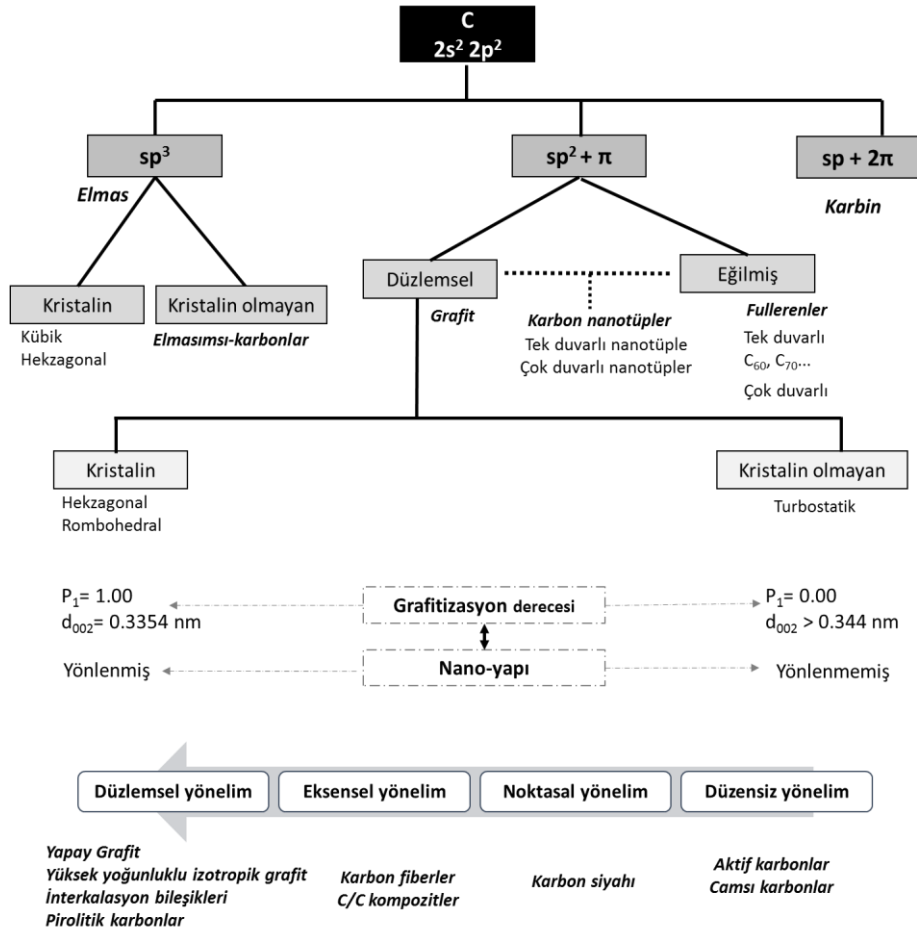 C
2s² 2p²
sp³
sp² + π
sp + 2π
Elmas
Karbin
Düzlemsel
Eğilmiş
Kristalin
Kristalin olmayan
Grafit
Karbon nanotüpler
Fullerenler
Kübik
Hekzagonal
Elmasımsı-karbonlar
Tek duvarlı nanotüple
Çok duvarlı nanotüpler
Tek duvarlı
C₆₀, C₇₀...
Çok duvarlı
Kristalin
Kristalin olmayan
Hekzagonal
Rombohedral
Turbostatik
P₁= 1.00
d₀₀₂= 0.3354 nm
Grafitizasyon derecesi
P₁= 0.00
d₀₀₂ > 0.344 nm
Yönlenmiş
Nano-yapı
Yönlenmemiş
Düzlemsel yönelim
Eksensel yönelim
Noktasal yönelim
Düzensiz yönelim
Yapay Grafit
Yüksek yoğunluklu izotropik grafit
İnterkalasyon bileşikleri
Pirolitik karbonlar
Karbon fiberler
C/C kompozitler
Karbon siyahı
Aktif karbonlar
Camsı karbonlar